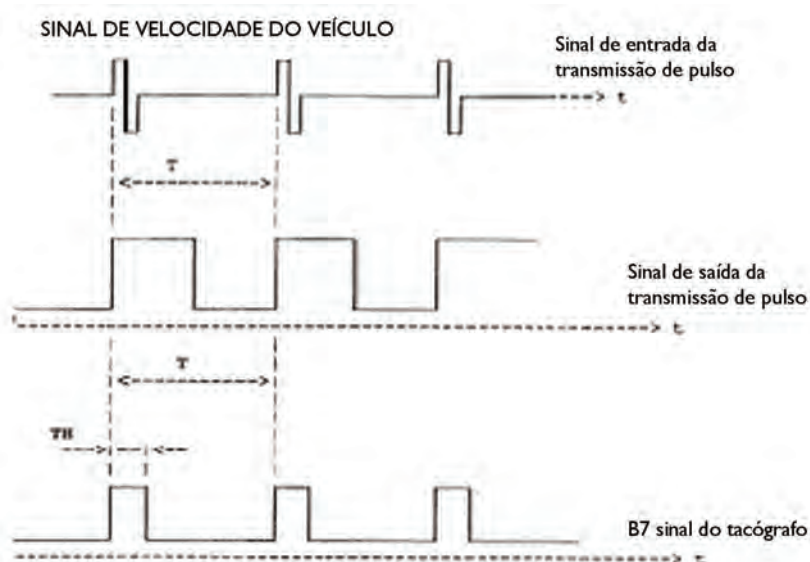 SINAL DE VELOCIDADE DO VEÍCULO
Sinal de entrada da
transmissão de pulso
t
T
Sinal de saída da
transmissão de pulso
t
T
TH
B7 sinal do tacógrafo
t